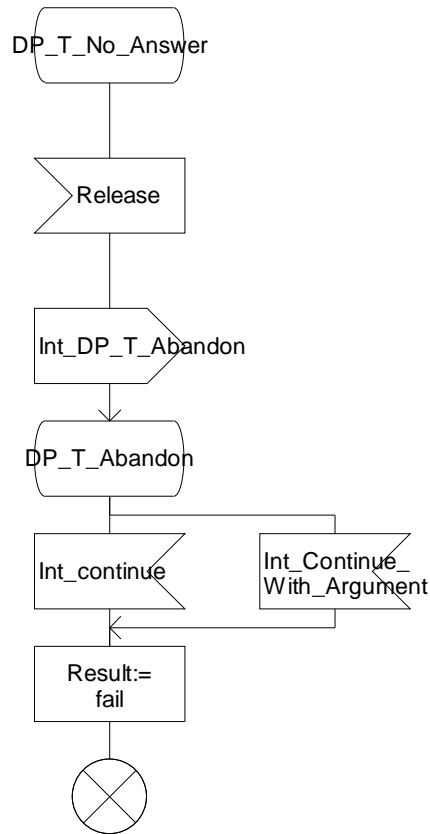 DP_T_No_Answer
Release
Int_DP_T_Abandon
DP_T_Abandon
Int_continue
Int_Continue_
With_Argument
Result:=
fail